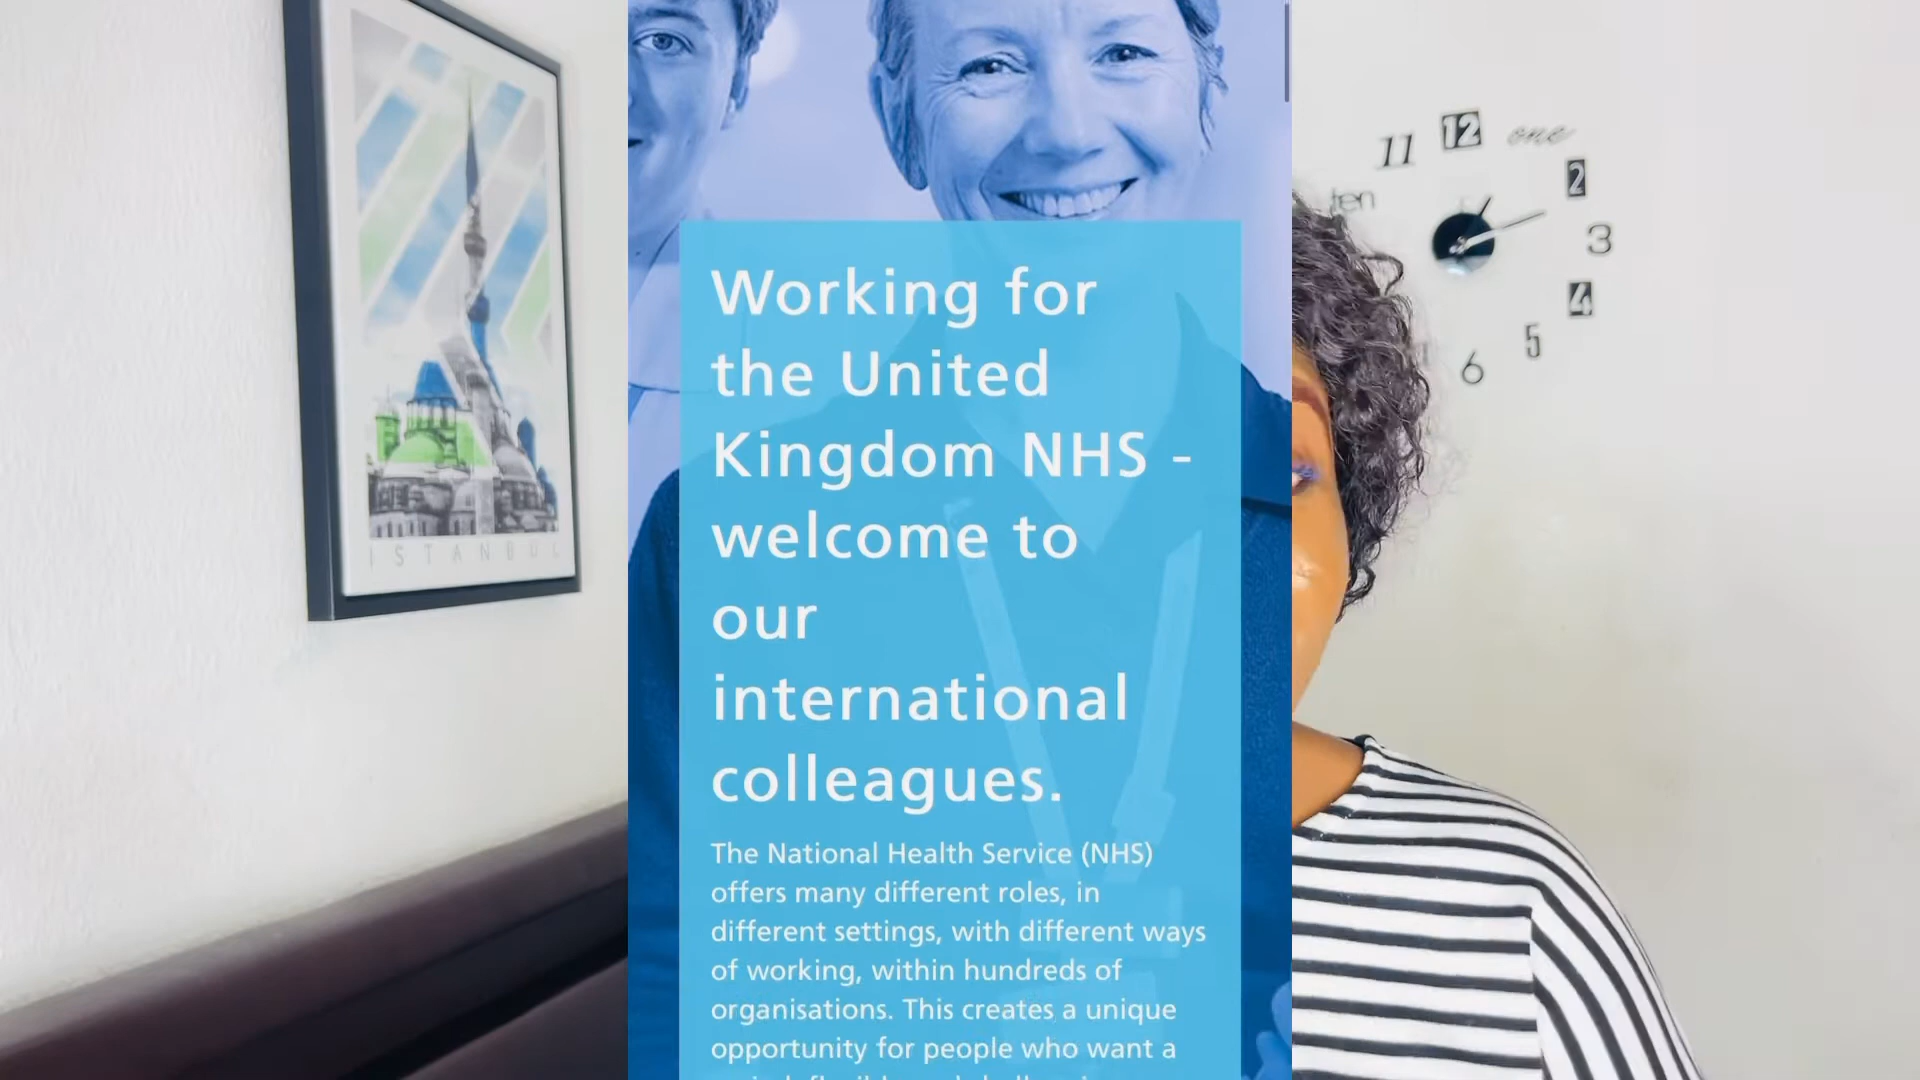 ISTANBUL
Working for
the United
Kingdom NHS -
welcome to
our
international
colleagues.
The National Health Service (NHS)
offers many different roles, in
different settings, with different ways
of working, within hundreds of
organisations. This creates a unique
opportunity for people who want a
11
12
one
2
ten
3
4
5
6